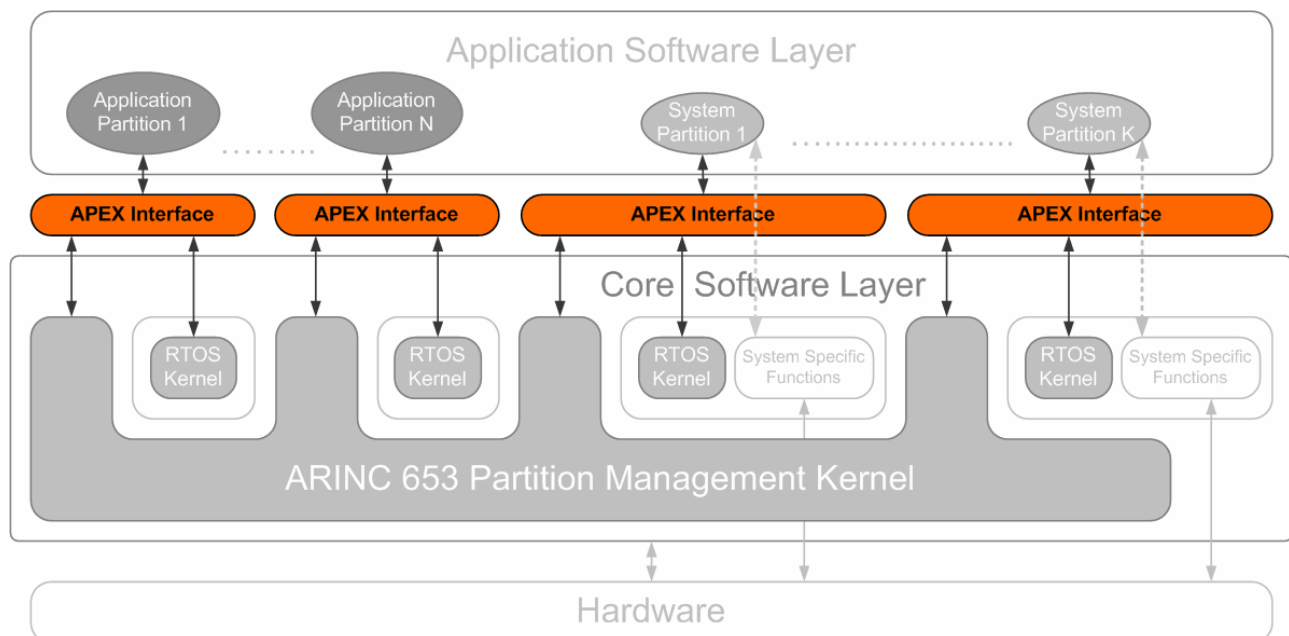 Application Software Layer
Application
Partition 1
Application
Partition N
System
Partition 1
System
Partition K
APEX Interface
APEX Interface
APEX Interface
APEX Interface
Core Software Layer
RTOS
Kernel
RTOS
Kernel
RTOS
Kernel
System Specific
Functions
RTOS
Kernel
System Specific
Functions
ARINC 653 Partition Management Kernel
Hardware